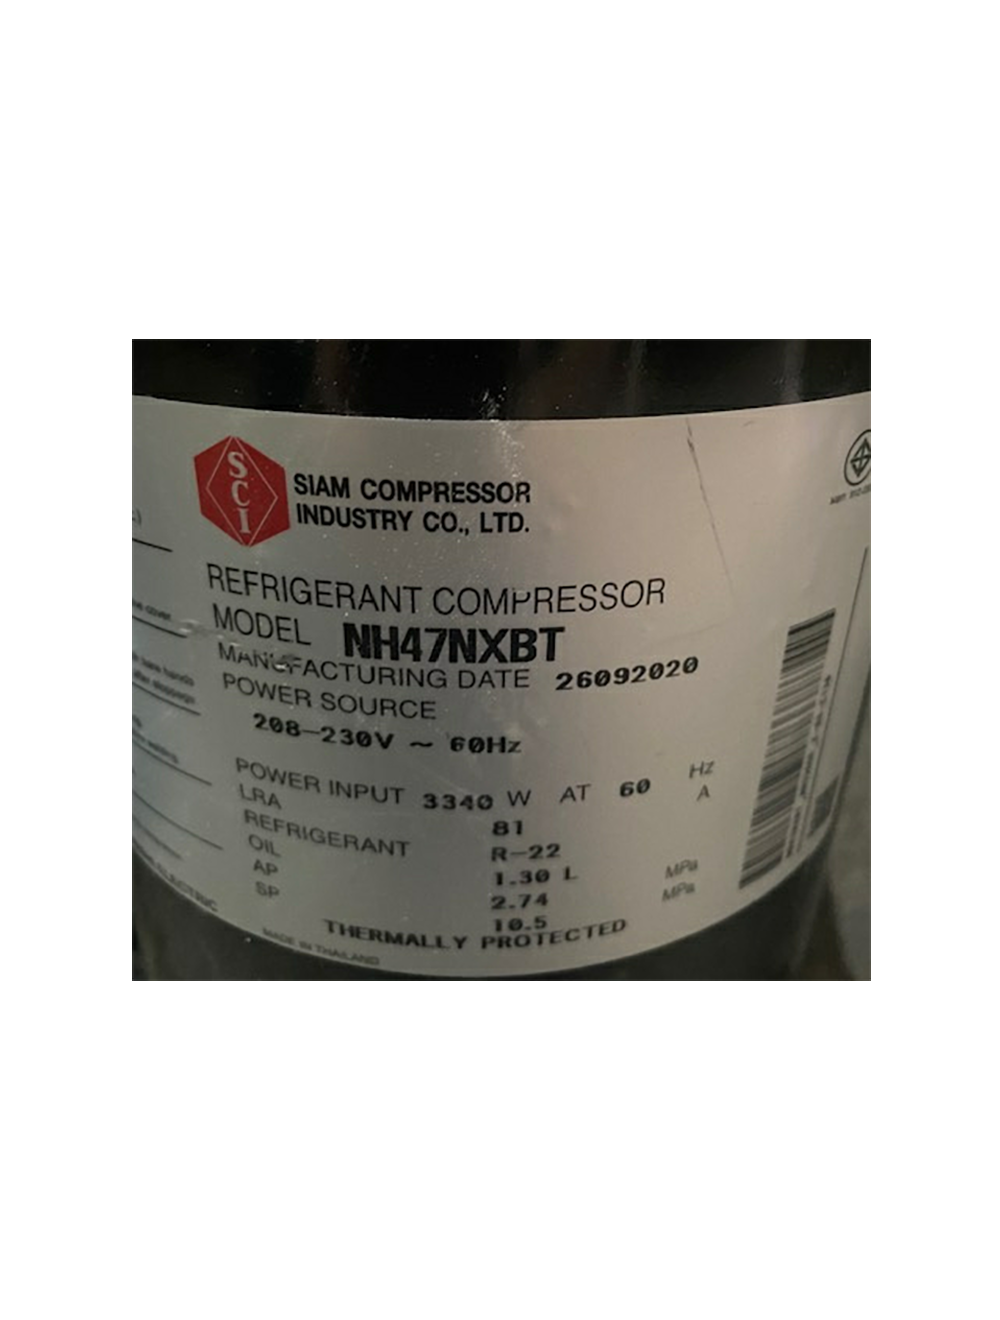 SCI
SIAM COMPRESSOR
INDUSTRY CO., LTD.
REFRIGERANT COMPRESSOR
MODEL NH47NXBT
MANUFACTURING DATE 26092020
POWER SOURCE
208-230V ~ 60Hz
POWER INPUT 3340 W AT 60 Hz
LRA 81 A
REFRIGERANT R-22
OIL 1.30 L
AP 2.74 MPa
SP 10.5 MPa
THERMALLY PROTECTED
MADE IN THAILAND
ELECTRIC